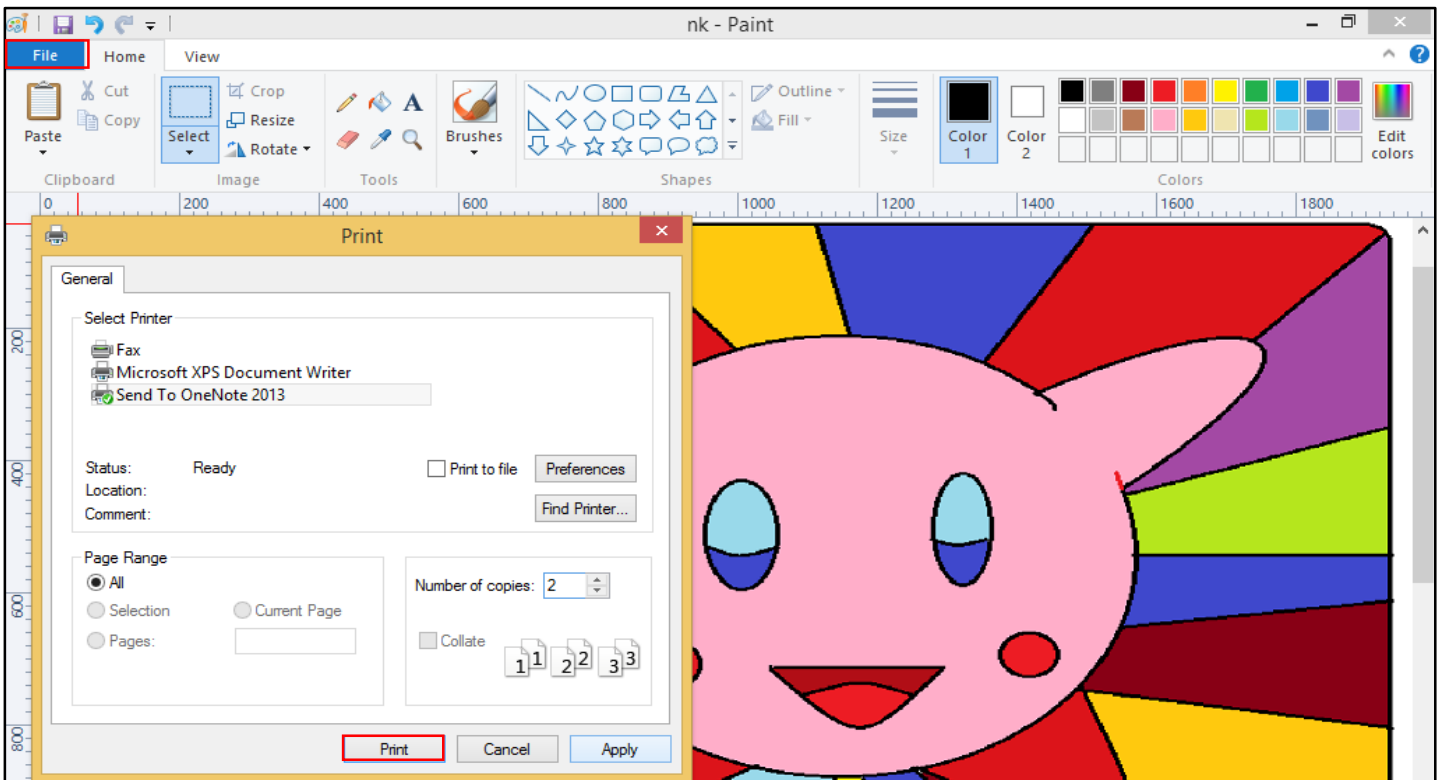 nk - Paint
File Home View
Paste
Cut
Copy
Clipboard
Select
Crop
Resize
Rotate
Image
A
Tools
Brushes
Shapes
Outline
Fill
Size
Color 1
Color 2
Edit colors
Colors
0 200 400 600 800 1000 1200 1400 1600 1800
200
400
600
800
Print
General
Select Printer
Fax
Microsoft XPS Document Writer
Send To OneNote 2013
Status: Ready
Location:
Comment:
Print to file
Preferences
Find Printer...
Page Range
All
Selection Current Page
Pages:
Number of copies: 2
Collate
1 1 2 2 3 3
Print Cancel Apply